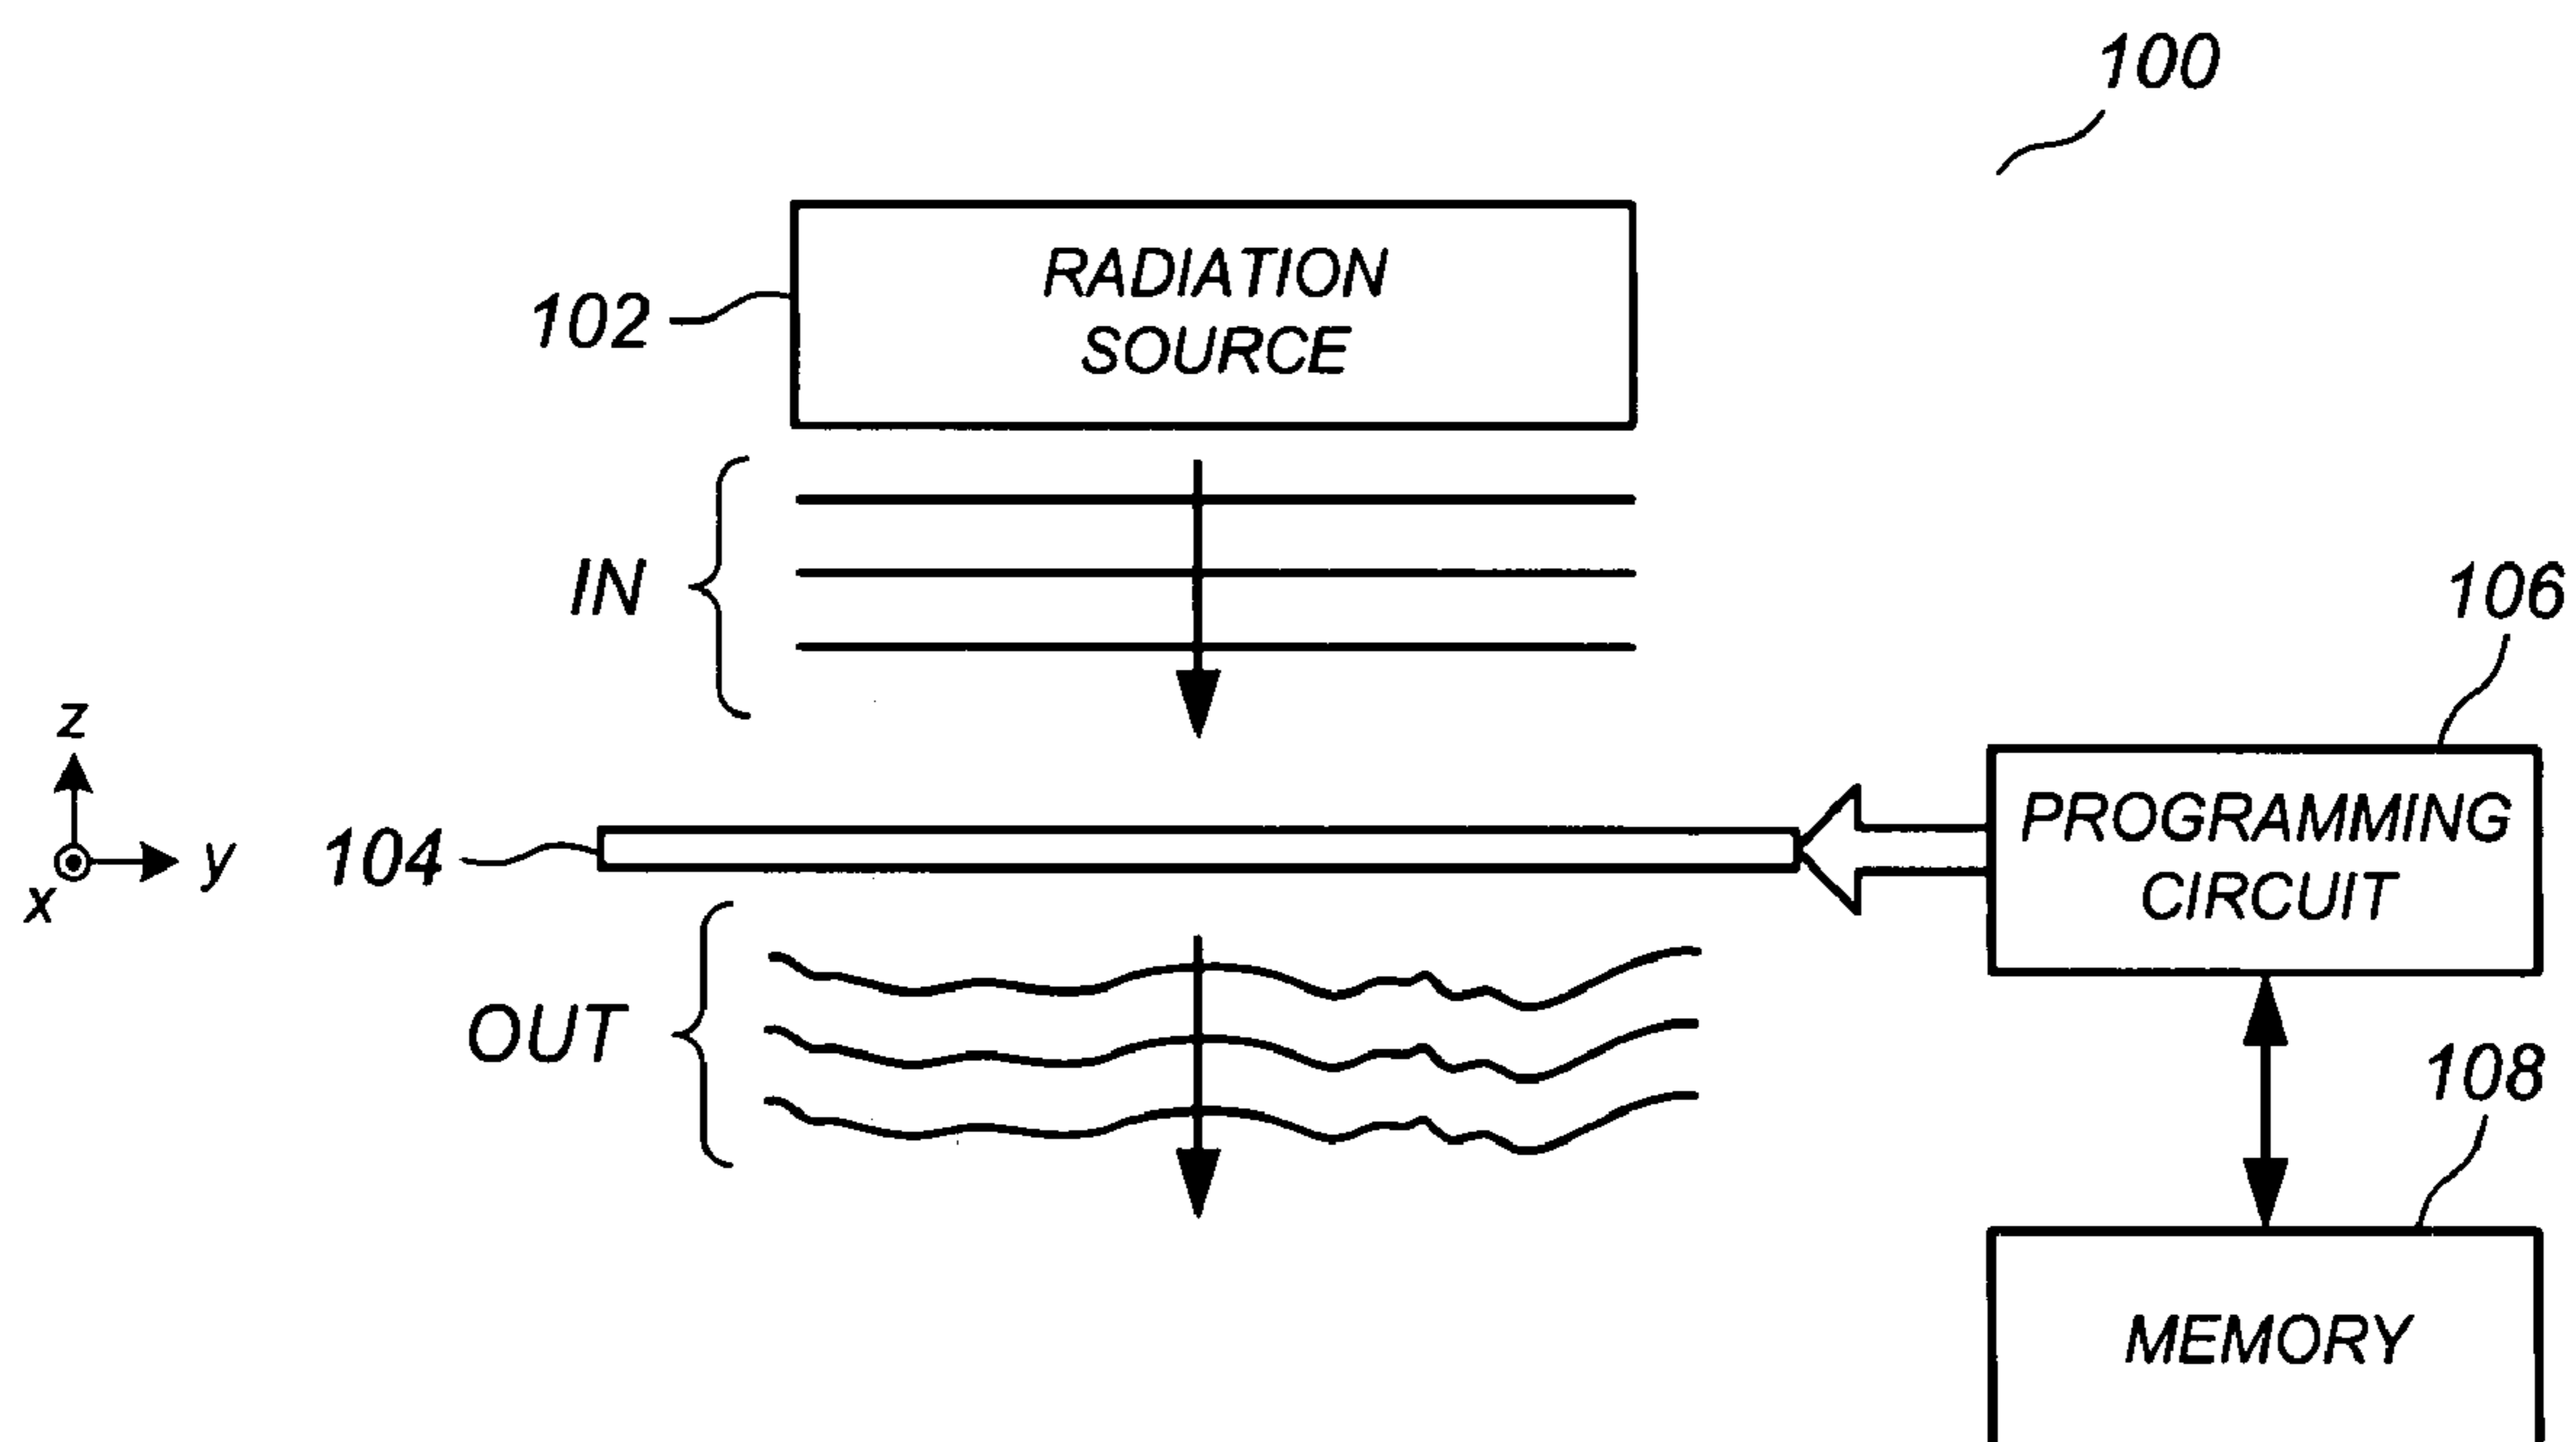 100
RADIATION
SOURCE
102
IN
106
z
y
x
104
PROGRAMMING
CIRCUIT
OUT
108
MEMORY